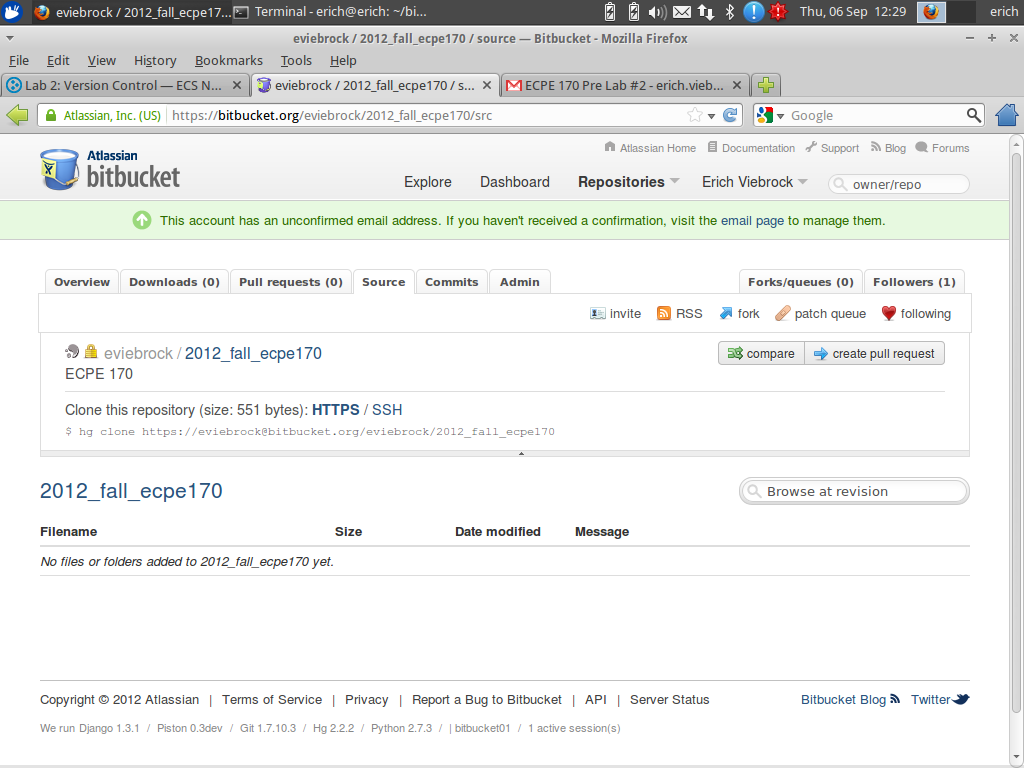 eviebrock / 2012_fall_ecpe17... Terminal - erich@erich: ~/bi... Thu, 06 Sep 12:29 erich
eviebrock / 2012_fall_ecpe170 / source — Bitbucket - Mozilla Firefox
File Edit View History Bookmarks Tools Help
Lab 2: Version Control — ECS N... eviebrock / 2012_fall_ecpe170 / s... ECPE 170 Pre Lab #2 - erich.vieb...
Atlassian, Inc. (US) https://bitbucket.org/eviebrock/2012_fall_ecpe170/src Google
Atlassian Home Documentation Support Blog Forums
Atlassian bitbucket
Explore Dashboard Repositories Erich Viebrock owner/repo
This account has an unconfirmed email address. If you haven't received a confirmation, visit the email page to manage them.
Overview Downloads (0) Pull requests (0) Source Commits Admin Forks/queues (0) Followers (1)
invite RSS fork patch queue following
eviebrock / 2012_fall_ecpe170 compare create pull request
ECPE 170
Clone this repository (size: 551 bytes): HTTPS / SSH
$ hg clone https://eviebrock@bitbucket.org/eviebrock/2012_fall_ecpe170
2012_fall_ecpe170 Browse at revision
Filename Size Date modified Message
No files or folders added to 2012_fall_ecpe170 yet.
Copyright © 2012 Atlassian | Terms of Service | Privacy | Report a Bug to Bitbucket | API | Server Status Bitbucket Blog Twitter
We run Django 1.3.1 / Piston 0.3dev / Git 1.7.10.3 / Hg 2.2.2 / Python 2.7.3 / | bitbucket01 / 1 active session(s)